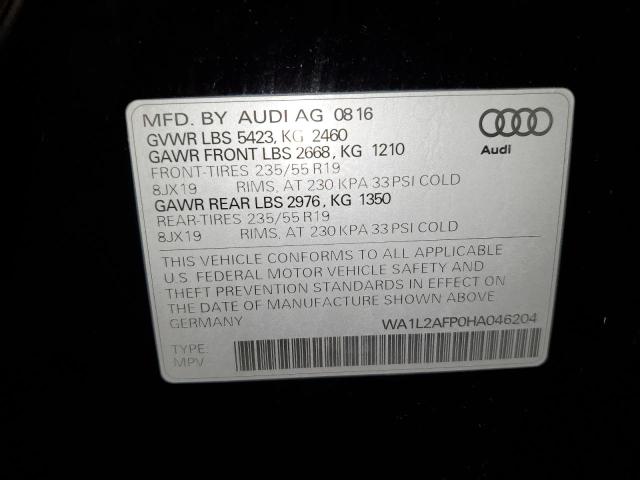 MFD. BY AUDI AG 0816
GVWR LBS 5423, KG 2460
GAWR FRONT LBS 2668, KG 1210
FRONT-TIRES 235/55 R19
8JX19 RIMS, AT 230 KPA 33 PSI COLD
GAWR REAR LBS 2976, KG 1350
REAR-TIRES 235/55 R19
8JX19 RIMS, AT 230 KPA 33 PSI COLD
Audi
THIS VEHICLE CONFORMS TO ALL APPLICABLE
U.S. FEDERAL MOTOR VEHICLE SAFETY AND
THEFT PREVENTION STANDARDS IN EFFECT ON
THE DATE OF MANUFACTURE SHOWN ABOVE
GERMANY WA1L2AFP0HA046204
TYPE:
MPV